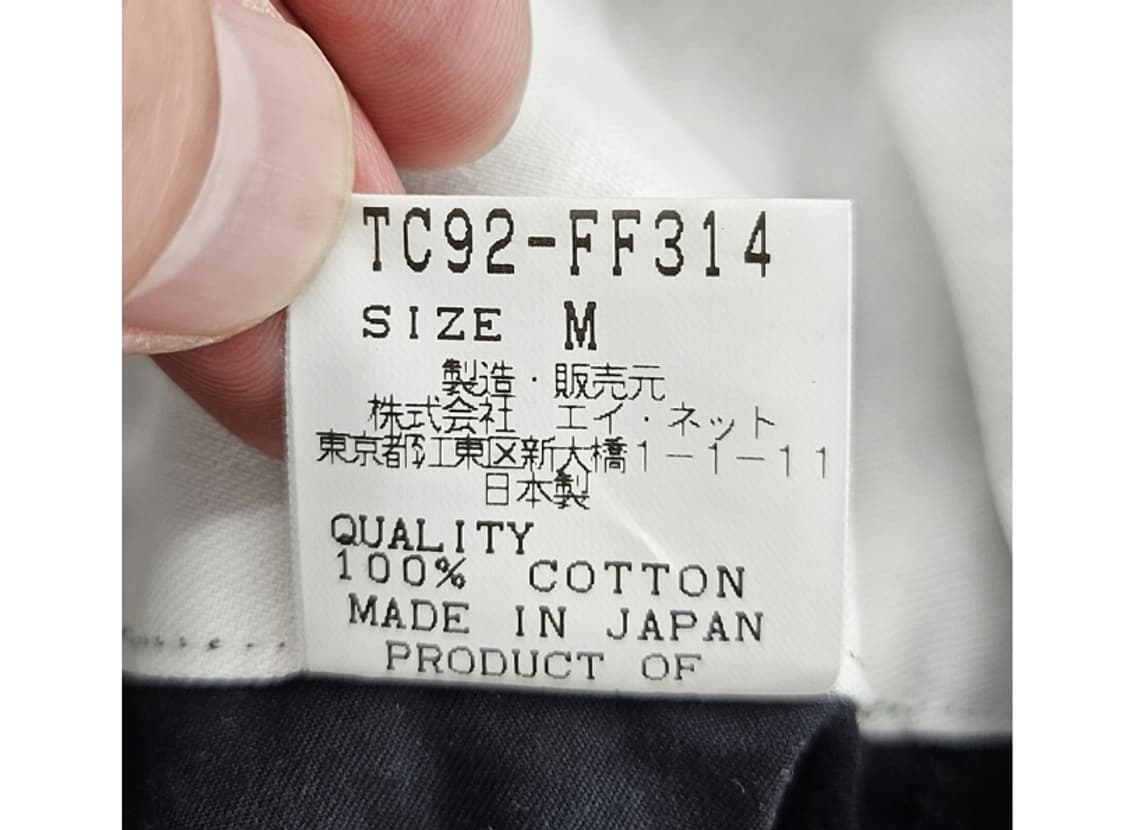 TC92-FF314
SIZE M
製造・販売元
株式会社 エイ・ネット
東京都江東区新大橋1-1-11
日本製
QUALITY
100% COTTON
MADE IN JAPAN
PRODUCT OF